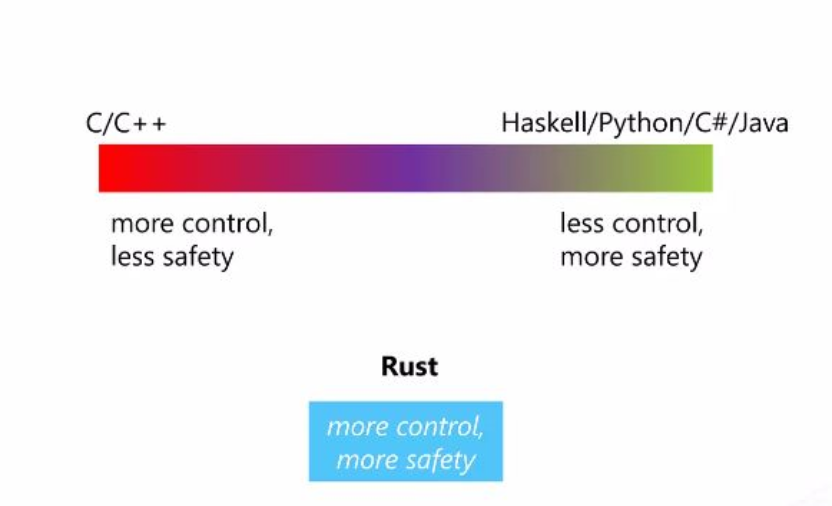 C/C++
Haskell/Python/C#/Java
more control,
less safety
less control,
more safety
Rust
more control,
more safety